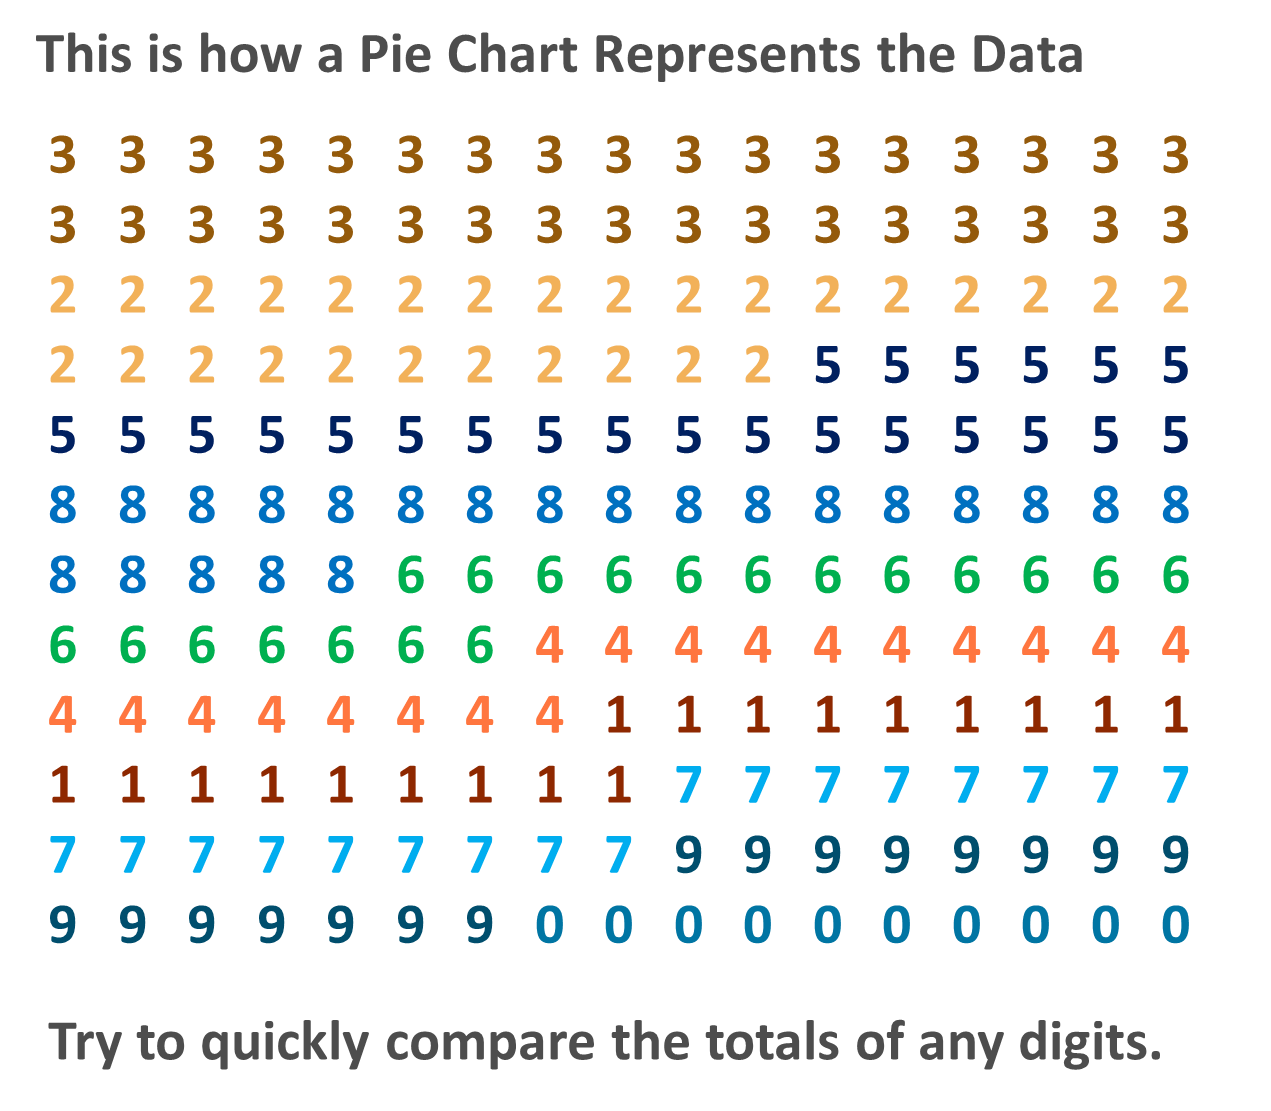 This is how a Pie Chart Represents the Data
3 3 3 3 3 3 3 3 3 3 3 3 3 3 3 3 3
3 3 3 3 3 3 3 3 3 3 3 3 3 3 3 3 3
2 2 2 2 2 2 2 2 2 2 2 2 2 2 2 2 2
2 2 2 2 2 2 2 2 2 2 2 5 5 5 5 5 5
5 5 5 5 5 5 5 5 5 5 5 5 5 5 5 5 5
8 8 8 8 8 8 8 8 8 8 8 8 8 8 8 8 8
8 8 8 8 8 6 6 6 6 6 6 6 6 6 6 6 6
6 6 6 6 6 6 6 4 4 4 4 4 4 4 4 4 4
4 4 4 4 4 4 4 4 1 1 1 1 1 1 1 1 1
1 1 1 1 1 1 1 1 1 7 7 7 7 7 7 7 7
7 7 7 7 7 7 7 7 7 9 9 9 9 9 9 9 9
9 9 9 9 9 9 9 0 0 0 0 0 0 0 0 0 0
Try to quickly compare the totals of any digits.